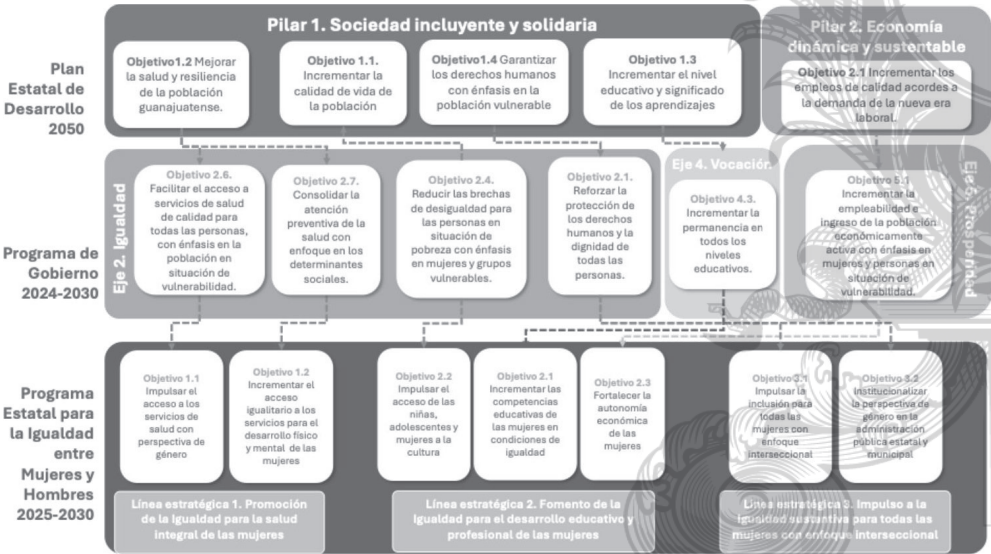 Pilar 1. Sociedad incluyente y solidaria
Pilar 2. Economía
dinámica y sustentable
Plan
Estatal de
Desarrollo
2050
Objetivo1.2 Mejorar
la salud y resiliencia
de la población
guanajuatense.
Objetivo 1.1.
Incrementar la
calidad de vida de
la población
Objetivo1.4 Garantizar
los derechos humanos
con énfasis en la
población vulnerable
Objetivo 1.3
Incrementar el nivel
educativo y significado
de los aprendizajes
Objetivo 2.1 Incrementar los
empleos de calidad acordes a
la demanda de la nueva era
laboral.
Programa de
Gobierno
2024-2030
Eje 2. Igualdad
Objetivo 2.6.
Facilitar el acceso a
servicios de salud
de calidad para
todas las personas,
con énfasis en la
población en
situación de
vulnerabilidad.
Objetivo 2.7.
Consolidar la
atención
preventiva de la
salud con
enfoque en los
determinantes
sociales.
Objetivo 2.4.
Reducir las brechas
de desigualdad para
las personas en
situación de
pobreza con énfasis
en mujeres y grupos
vulnerables.
Objetivo 2.1.
Reforzar la
protección de
los derechos
humanos y la
dignidad de
todas las
personas.
Eje 4. Vocación.
Objetivo 4.3.
Incrementar la
permanencia en
todos los
niveles
educativos.
Objetivo 5.1
Incrementar la
empleabilidad e
ingreso de la población
económicamente
activa con énfasis en
mujeres y personas en
situación de
vulnerabilidad.
Eje 5. Prosperidad
Programa
Estatal para
la Igualdad
entre
Mujeres y
Hombres
2025-2030
Objetivo 1.1
Impulsar el
acceso a los
servicios de
salud con
perspectiva de
género
Objetivo 1.2
Incrementar el
acceso
igualitario a los
servicios para el
desarrollo físico
y mental de las
mujeres
Objetivo 2.2
Impulsar el
acceso de las
niñas,
adolescentes y
mujeres a la
cultura
Objetivo 2.1
Incrementar las
competencias
educativas de
las mujeres en
condiciones de
igualdad
Objetivo 2.3
Fortalecer la
autonomía
económica
de las
mujeres
Objetivo 3.1
Impulsar la
inclusión para
todas las
mujeres con
enfoque
interseccional
Objetivo 3.2
Institucionalizar
la perspectiva de
género en la
administración
pública estatal y
municipal
Línea estratégica 1. Promoción
de la Igualdad para la salud
integral de las mujeres
Línea estratégica 2. Fomento de la
Igualdad para el desarrollo educativo y
profesional de las mujeres
Línea estratégica 3. Impulso a la
igualdad sustantiva para todas las
mujeres con enfoque interseccional